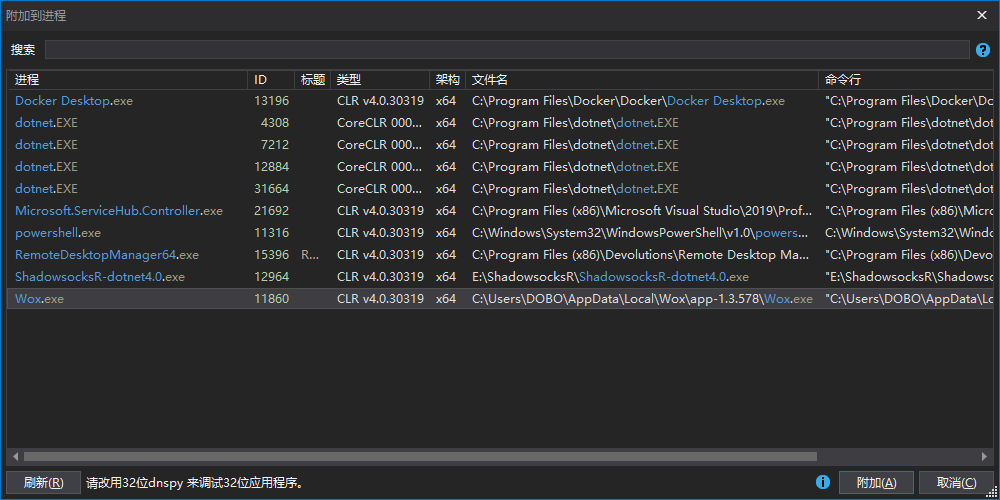 附加到进程
搜索
进程 ID 标题 类型 架构 文件名 命令行
Docker Desktop.exe 13196 CLR v4.0.30319 x64 C:\Program Files\Docker\Docker\Docker Desktop.exe "C:\Program Files\Docker\Do
dotnet.EXE 4308 CoreCLR 000... x64 C:\Program Files\dotnet\dotnet.EXE "C:\Program Files\dotnet\dot
dotnet.EXE 7212 CoreCLR 000... x64 C:\Program Files\dotnet\dotnet.EXE "C:\Program Files\dotnet\dot
dotnet.EXE 12884 CoreCLR 000... x64 C:\Program Files\dotnet\dotnet.EXE "C:\Program Files\dotnet\dot
dotnet.EXE 31664 CoreCLR 000... x64 C:\Program Files\dotnet\dotnet.EXE "C:\Program Files\dotnet\dot
Microsoft.ServiceHub.Controller.exe 21692 CLR v4.0.30319 x64 C:\Program Files (x86)\Microsoft Visual Studio\2019\Prof... "C:\Program Files (x86)\Micro
powershell.exe 11316 CLR v4.0.30319 x64 C:\Windows\System32\WindowsPowerShell\v1.0\powers... C:\Windows\System32\Windo
RemoteDesktopManager64.exe 15396 R... CLR v4.0.30319 x64 C:\Program Files (x86)\Devolutions\Remote Desktop Ma... "C:\Program Files (x86)\Devo
ShadowsocksR-dotnet4.0.exe 12964 CLR v4.0.30319 x64 E:\ShadowsocksR\ShadowsocksR-dotnet4.0.exe "E:\ShadowsocksR\Shadows
Wox.exe 11860 CLR v4.0.30319 x64 C:\Users\DOBO\AppData\Local\Wox\app-1.3.578\Wox.exe "C:\Users\DOBO\AppData\Lo
刷新(R) 请改用32位dnspy 来调试32位应用程序。 附加(A) 取消(C)